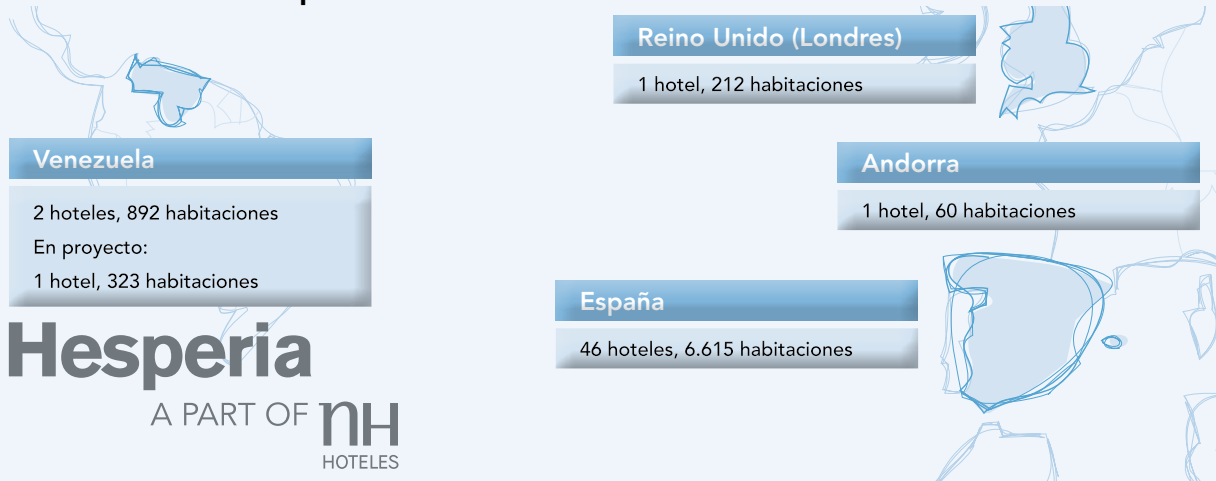 Reino Unido (Londres)
1 hotel, 212 habitaciones
Venezuela
2 hoteles, 892 habitaciones
En proyecto:
1 hotel, 323 habitaciones
Andorra
1 hotel, 60 habitaciones
España
46 hoteles, 6.615 habitaciones
Hesperia
A PART OF nH
HOTELES